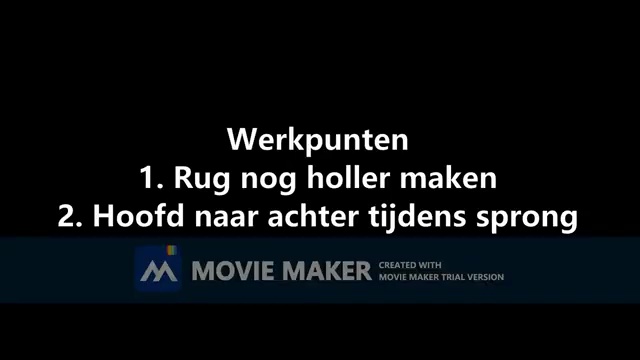 Werkpunten
1. Rug nog holler maken
2. Hoofd naar achter tijdens sprong
MOVIE MAKER
CREATED WITH
MOVIE MAKER TRIAL VERSION